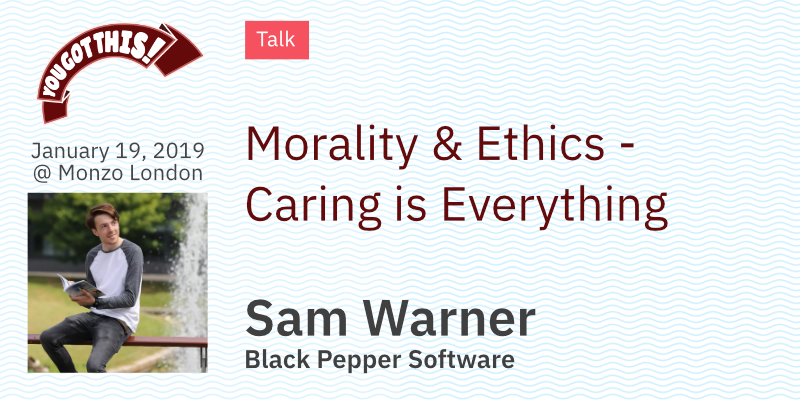 YOU GOT THIS!
January 19, 2019
@ Monzo London
Talk
Morality & Ethics -
Caring is Everything
Sam Warner
Black Pepper Software